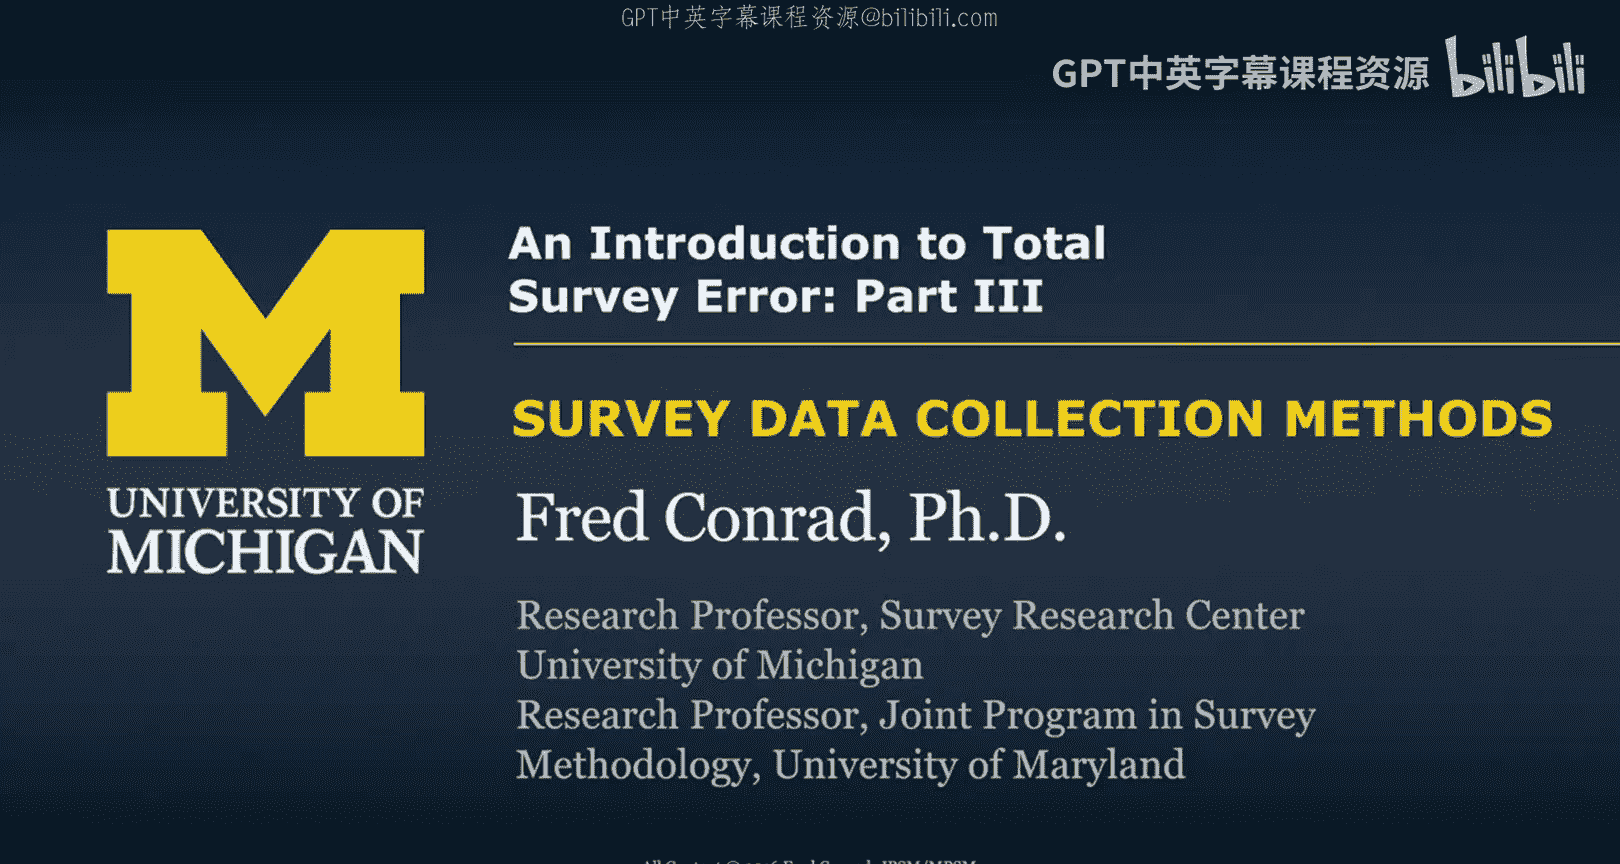 GPT中英字幕课程资源@bilibili.com
GPT中英字幕课程资源 bilibili
An Introduction to Total
Survey Error: Part III
SURVEY DATA COLLECTION METHODS
M
UNIVERSITY OF
MICHIGAN
Fred Conrad, Ph.D.
Research Professor, Survey Research Center
University of Michigan
Research Professor, Joint Program in Survey
Methodology, University of Maryland